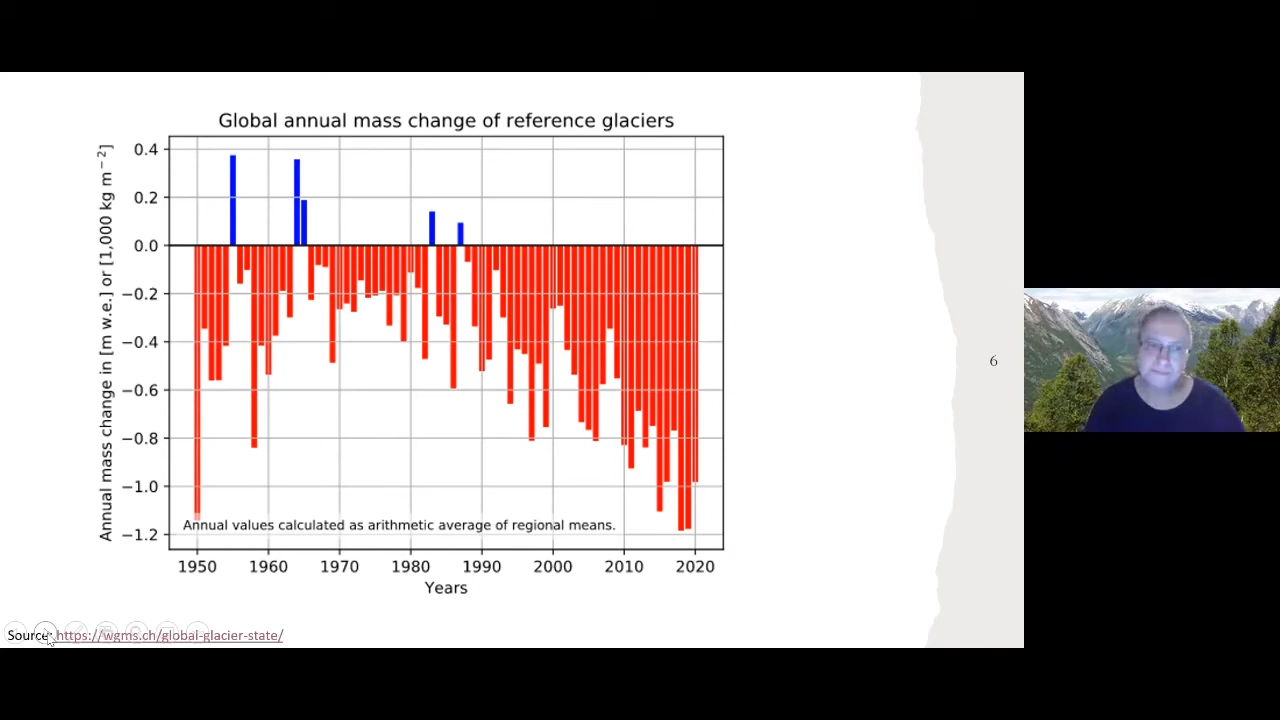 Global annual mass change of reference glaciers
Annual mass change in [m w.e.] or [1,000 kg m⁻²]
0.4
0.2
0.0
−0.2
−0.4
−0.6
−0.8
−1.0
−1.2
Annual values calculated as arithmetic average of regional means.
1950 1960 1970 1980 1990 2000 2010 2020
Years
6
Source: https://wgms.ch/global-glacier-state/